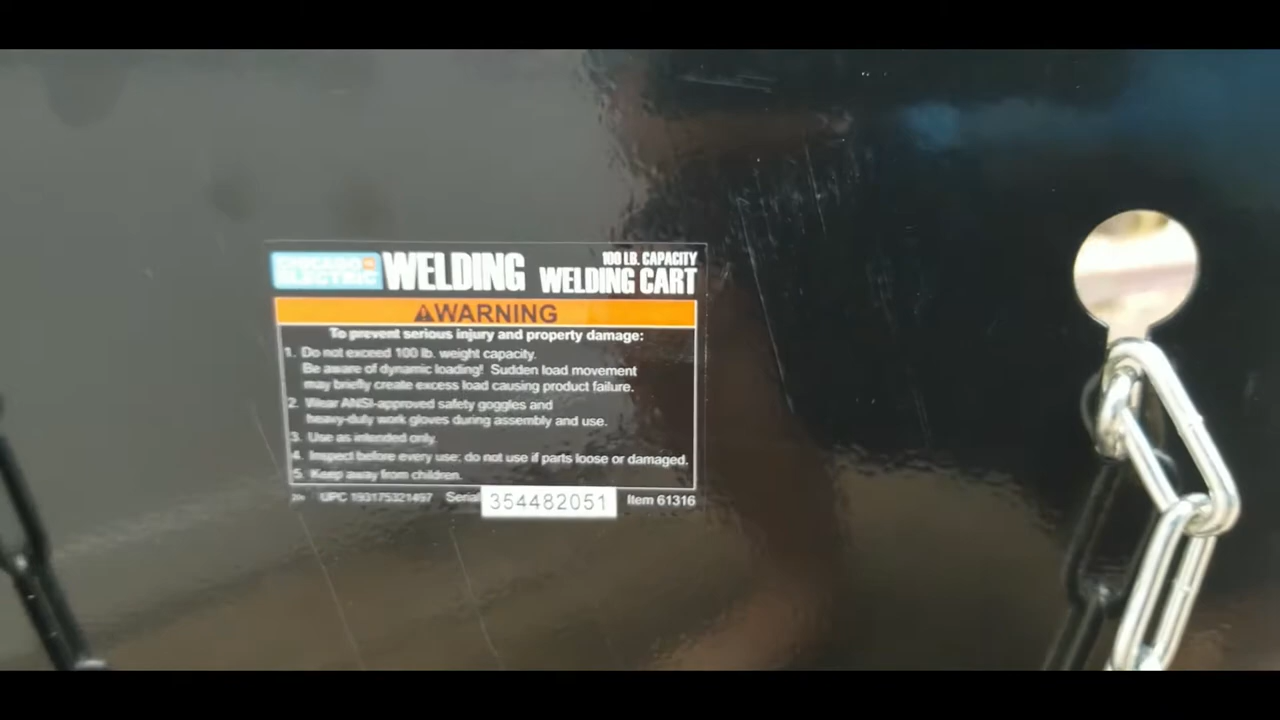 CHICAGO ELECTRIC WELDING
100 LB. CAPACITY
WELDING CART
WARNING
To prevent serious injury and property damage:
1. Do not exceed 100 lb. weight capacity.
Be aware of dynamic loading! Sudden load movement
may briefly create excess load causing product failure.
2. Wear ANSI-approved safety goggles and
heavy-duty work gloves during assembly and use.
3. Use as intended only.
4. Inspect before every use; do not use if parts loose or damaged.
5. Keep away from children.
UPC 193175321497 Serial 354482051 Item 61316